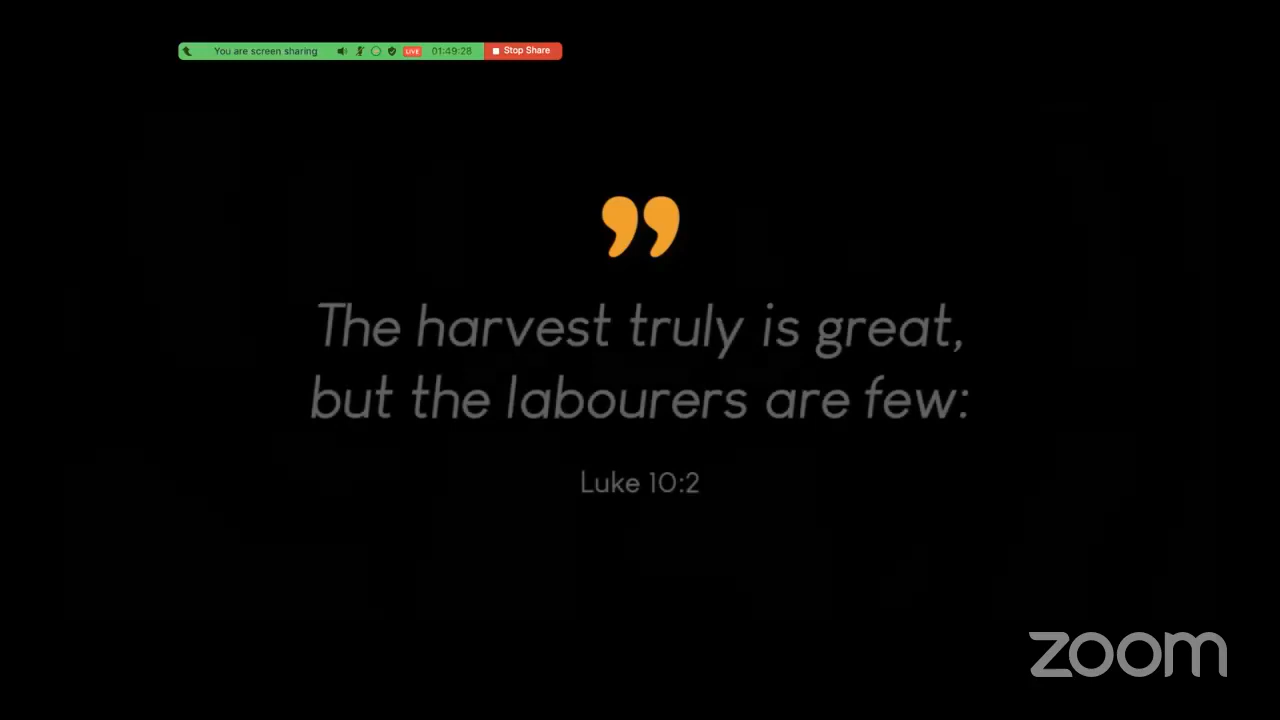 You are screen sharing LIVE 01:49:28 Stop Share
”
The harvest truly is great,
but the labourers are few:
Luke 10:2
zoom